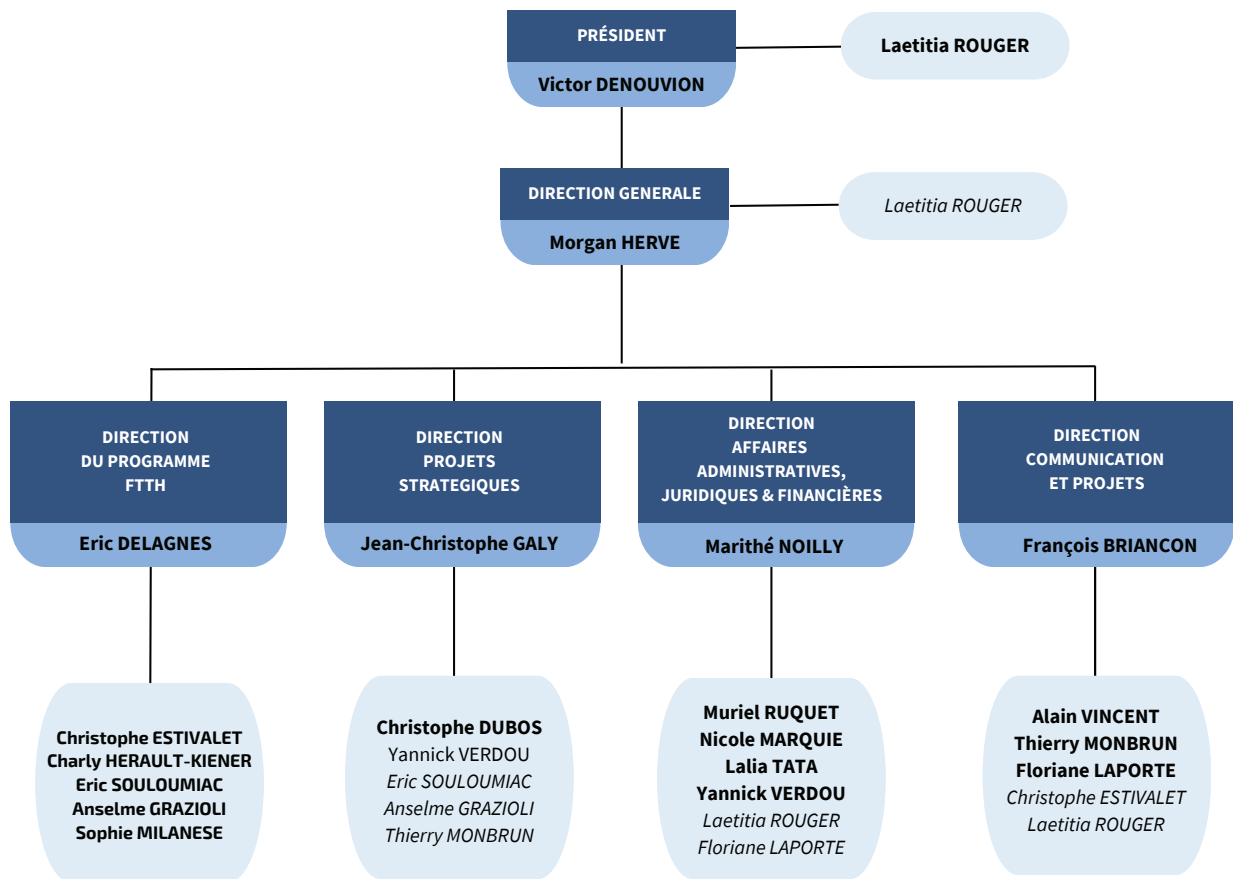 PRÉSIDENT
Victor DENOUVION
Laetitia ROUGER
DIRECTION GENERALE
Morgan HERVE
Laetitia ROUGER
DIRECTION
DU PROGRAMME
FTTH
Eric DELAGNES
Christophe ESTIVALET
Charly HERAULT-KIENER
Eric SOULOUMIAC
Anselme GRAZIOLI
Sophie MILANESE
DIRECTION
PROJETS
STRATEGIQUES
Jean-Christophe GALY
Christophe DUBOS
Yannick VERDOU
Eric SOULOUMIAC
Anselme GRAZIOLI
Thierry MONBRUN
DIRECTION
AFFAIRES
ADMINISTRATIVES,
JURIDIQUES & FINANCIÈRES
Marithé NOILLY
Muriel RUQUET
Nicole MARQUIE
Lalia TATA
Yannick VERDOU
Laetitia ROUGER
Floriane LAPORTE
DIRECTION
COMMUNICATION
ET PROJETS
François BRIANCON
Alain VINCENT
Thierry MONBRUN
Floriane LAPORTE
Christophe ESTIVALET
Laetitia ROUGER